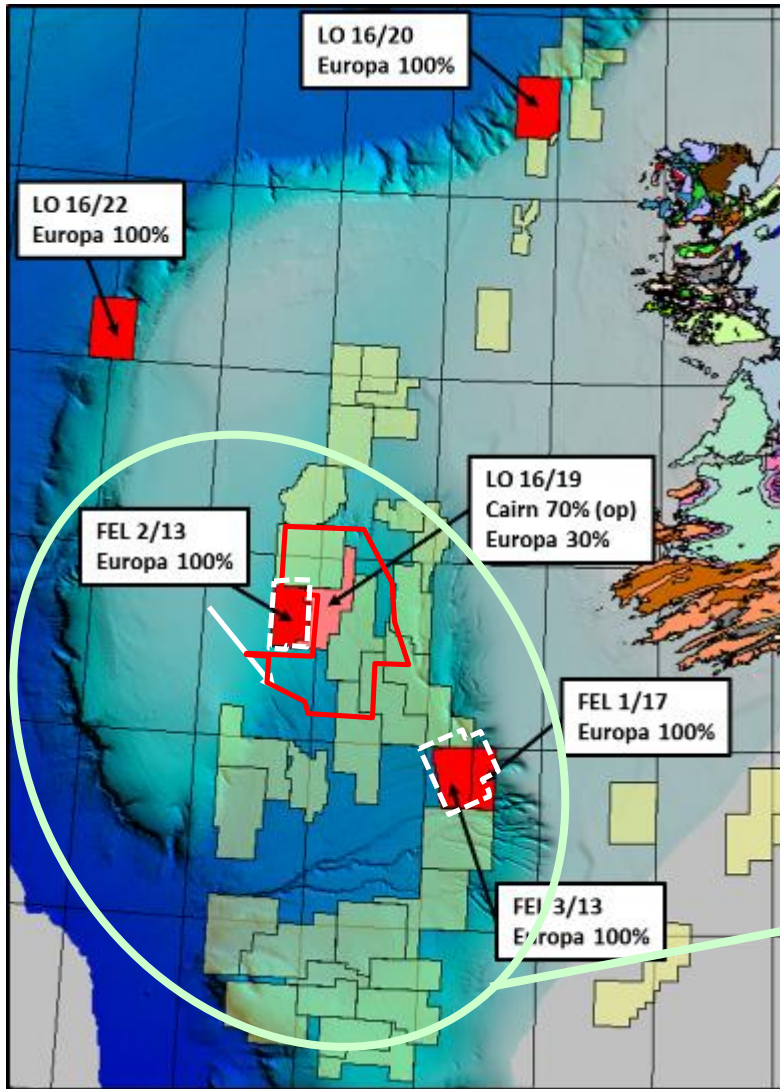 LO 16/20
Europa 100%
LO 16/22
Europa 100%
LO 16/19
Cairn 70% (op)
Europa 30%
FEL 2/13
Europa 100%
FEL 1/17
Europa 100%
FEL 3/13
Europa 100%